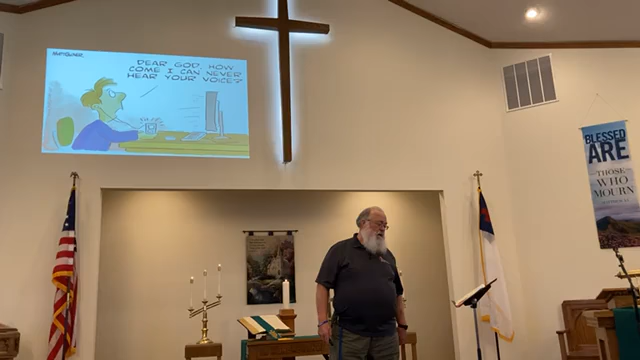 DEAR GOD, HOW
COME I CAN NEVER
HEAR YOUR VOICE?
BLESSED
ARE
THOSE
WHO
MOURN